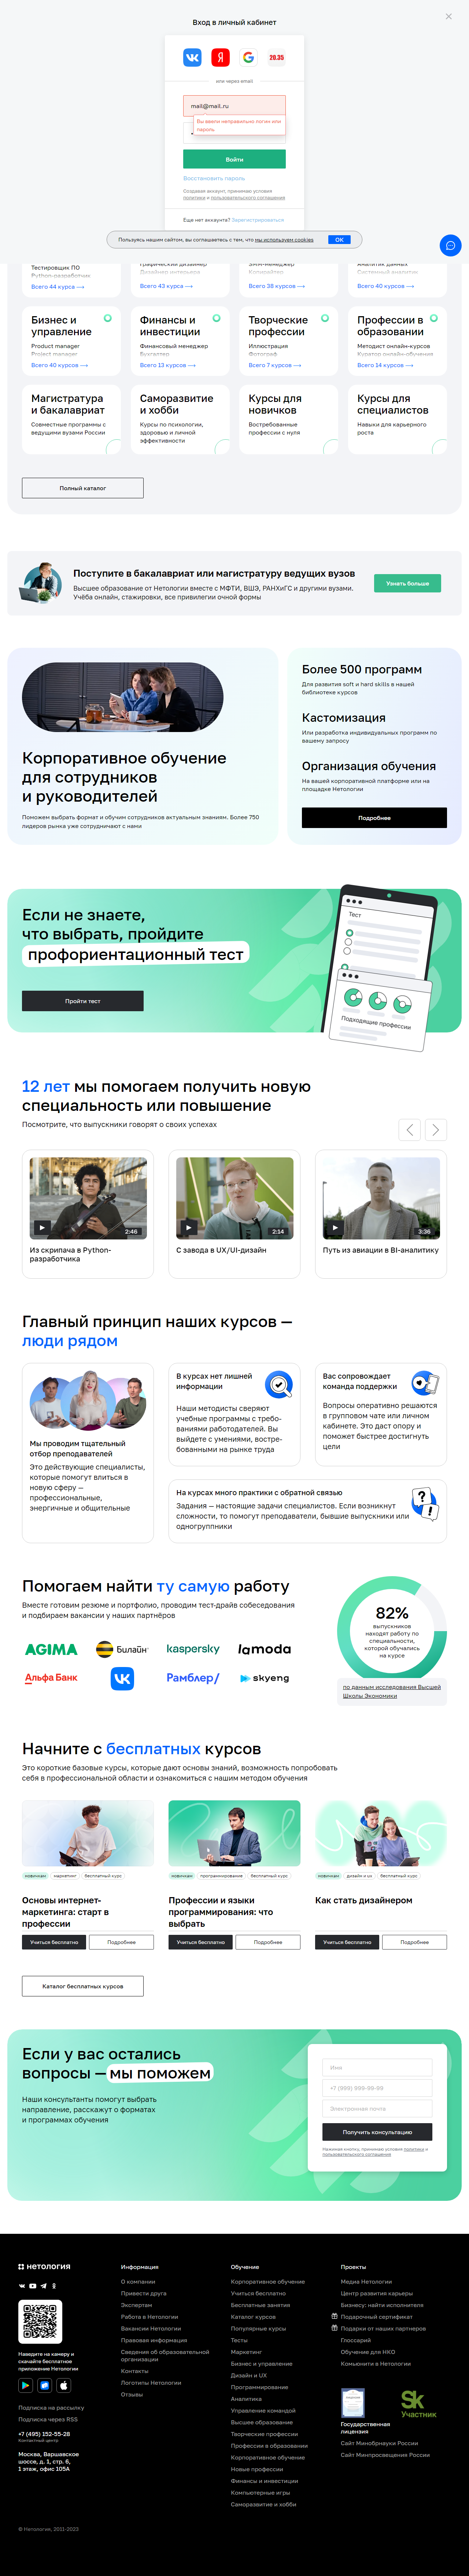 Вход в личный кабинет
Я
G
20.35
или через email
mail@mail.ru
Вы ввели неправильно логин или
пароль
Войти
Восстановить пароль
Создавая аккаунт, принимаю условия
политики и пользовательского соглашения
Еще нет аккаунта? Зарегистрироваться
Пользуясь нашим сайтом, вы соглашаетесь с тем, что мы используем cookies
ОК
Тестировщик ПО
Python-разработчик
Всего 44 курса
Графический дизайнер
Дизайнер интерьера
Всего 43 курса
SMM-менеджер
Копирайтер
Всего 38 курсов
Аналитик данных
Системный аналитик
Всего 40 курсов
Бизнес и
управление
Product manager
Project manager
Всего 40 курсов
Финансы и
инвестиции
Финансовый менеджер
Бухгалтер
Всего 13 курсов
Творческие
профессии
Иллюстрация
Фотограф
Всего 7 курсов
Профессии в
образовании
Методист онлайн-курсов
Куратор онлайн-обучения
Всего 14 курсов
Магистратура
и бакалавриат
Совместные программы с
ведущими вузами России
Саморазвитие
и хобби
Курсы по психологии,
здоровью и личной
эффективности
Курсы для
новичков
Востребованные
профессии с нуля
Курсы для
специалистов
Навыки для карьерного
роста
Полный каталог
Поступите в бакалавриат или магистратуру ведущих вузов
Высшее образование от Нетологии вместе с МФТИ, ВШЭ, РАНХиГС и другими вузами.
Учёба онлайн, стажировки, все привилегии очной формы
Узнать больше
Корпоративное обучение
для сотрудников
и руководителей
Поможем выбрать формат и обучим сотрудников актуальным знаниям. Более 750
лидеров рынка уже сотрудничают с нами
Более 500 программ
Для развития soft и hard skills в нашей
библиотеке курсов
Кастомизация
Или разработка индивидуальных программ по
вашему запросу
Организация обучения
На вашей корпоративной платформе или на
площадке Нетологии
Подробнее
Если не знаете,
что выбрать, пройдите
профориентационный тест
Пройти тест
Тест
Подходящие профессии
12 лет мы помогаем получить новую
специальность или повышение
Посмотрите, что выпускники говорят о своих успехах
2:46
Из скрипача в Python-
разработчика
2:14
С завода в UX/UI-дизайн
3:36
Путь из авиации в BI-аналитику
Главный принцип наших курсов —
люди рядом
Мы проводим тщательный
отбор преподавателей
Это действующие специалисты,
которые помогут влиться в
новую сферу —
профессиональные,
энергичные и общительные
В курсах нет лишней
информации
Наши методисты сверяют
учебные программы с требо-
ваниями работодателей. Вы
выйдете с умениями, востре-
бованными на рынке труда
Вас сопровождает
команда поддержки
Вопросы оперативно решаются
в групповом чате или личном
кабинете. Это даст опору и
поможет быстрее достигнуть
цели
На курсах много практики с обратной связью
Задания — настоящие задачи специалистов. Если возникнут
сложности, то помогут преподаватели, бывшие выпускники или
одногруппники
?
!
Помогаем найти ту самую работу
Вместе готовим резюме и портфолио, проводим тест-драйв собеседования
и подбираем вакансии у наших партнёров
AGIMA
Билайн
kaspersky
lamoda
Альфа Банк
Рамблер/
skyeng
82%
выпускников
находят работу по
специальности,
которой обучались
на курсе
по данным исследования Высшей
Школы Экономики
Начните с бесплатных курсов
Это короткие базовые курсы, которые дают основы знаний, возможность попробовать
себя в профессиональной области и ознакомиться с нашим методом обучения
новичкам
маркетинг
бесплатный курс
Основы интернет-
маркетинга: старт в
профессии
Учиться бесплатно
Подробнее
новичкам
программирование
бесплатный курс
Профессии и языки
программирования: что
выбрать
Учиться бесплатно
Подробнее
новичкам
дизайн и ux
бесплатный курс
Как стать дизайнером
Учиться бесплатно
Подробнее
Каталог бесплатных курсов
Если у вас остались
вопросы — мы поможем
Наши консультанты помогут выбрать
направление, расскажут о форматах
и программах обучения
Имя
+7 (999) 999-99-99
Электронная почта
Получить консультацию
Нажимая кнопку, принимаю условия политики и
пользовательского соглашения
нетология
Наведите на камеру и
скачайте бесплатное
приложение Нетологии
Подписка на рассылку
Подписка через RSS
+7 (495) 152-55-28
Контактный центр
Москва, Варшавское
шоссе, д. 1, стр. 6,
1 этаж, офис 105А
Информация
О компании
Привести друга
Экспертам
Работа в Нетологии
Вакансии Нетологии
Правовая информация
Сведения об образовательной
организации
Контакты
Логотипы Нетологии
Отзывы
Обучение
Корпоративное обучение
Учиться бесплатно
Бесплатные занятия
Каталог курсов
Популярные курсы
Тесты
Маркетинг
Бизнес и управление
Дизайн и UX
Программирование
Аналитика
Управление командой
Высшее образование
Творческие профессии
Профессии в образовании
Корпоративное обучение
Новые профессии
Финансы и инвестиции
Компьютерные игры
Саморазвитие и хобби
Проекты
Медиа Нетологии
Центр развития карьеры
Бизнесу: найти исполнителя
Подарочный сертификат
Подарки от наших партнеров
Глоссарий
Обучение для НКО
Комьюнити в Нетологии
Государственная
лицензия
Sk
Участник
Сайт Минобрнауки России
Сайт Минпросвещения России
© Нетология, 2011-2023